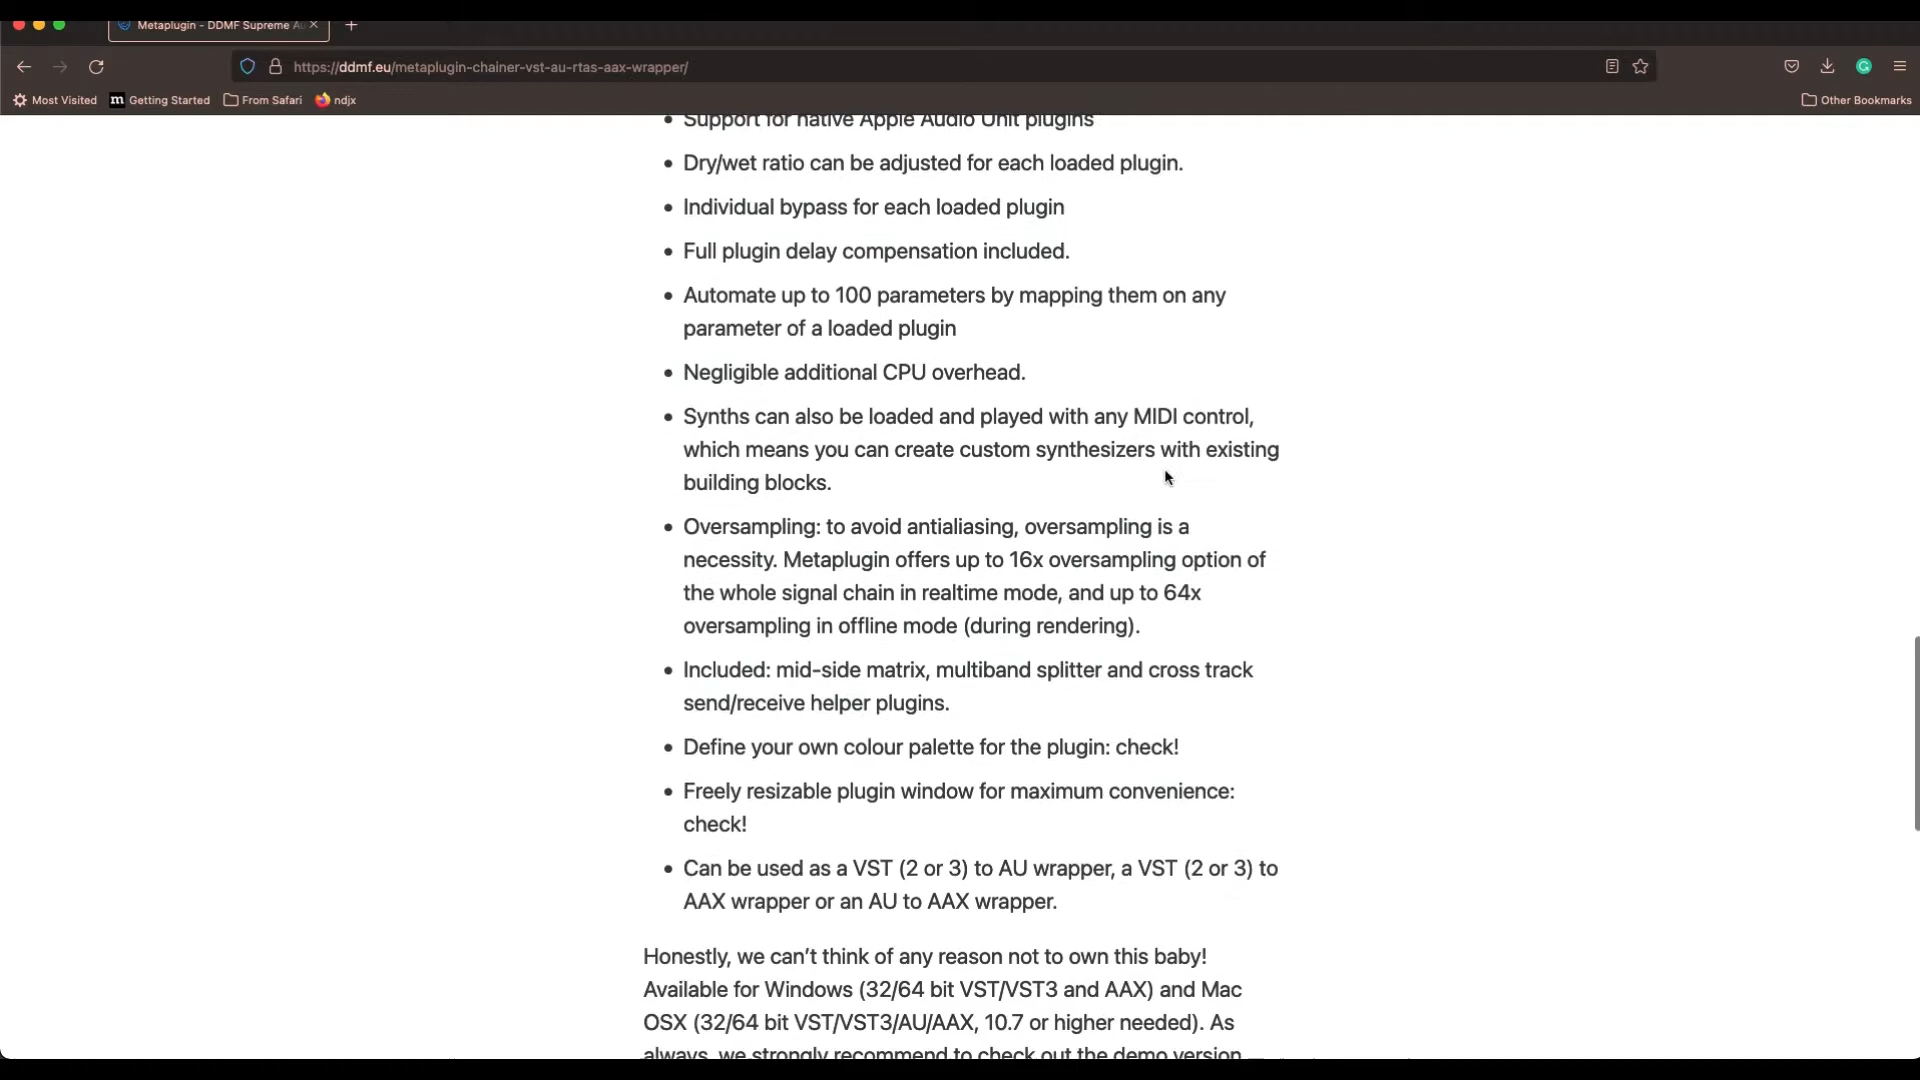 Metaplugin - DDMF Supreme Au
https://ddmf.eu/metaplugin-chainer-vst-au-rtas-aax-wrapper/
Most Visited
m Getting Started
From Safari
ndjx
Other Bookmarks
• Support for native Apple Audio Unit plugins
• Dry/wet ratio can be adjusted for each loaded plugin.
• Individual bypass for each loaded plugin
• Full plugin delay compensation included.
• Automate up to 100 parameters by mapping them on any
parameter of a loaded plugin
• Negligible additional CPU overhead.
• Synths can also be loaded and played with any MIDI control,
which means you can create custom synthesizers with existing
building blocks.
• Oversampling: to avoid antialiasing, oversampling is a
necessity. Metaplugin offers up to 16x oversampling option of
the whole signal chain in realtime mode, and up to 64x
oversampling in offline mode (during rendering).
• Included: mid-side matrix, multiband splitter and cross track
send/receive helper plugins.
• Define your own colour palette for the plugin: check!
• Freely resizable plugin window for maximum convenience:
check!
• Can be used as a VST (2 or 3) to AU wrapper, a VST (2 or 3) to
AAX wrapper or an AU to AAX wrapper.
Honestly, we can’t think of any reason not to own this baby!
Available for Windows (32/64 bit VST/VST3 and AAX) and Mac
OSX (32/64 bit VST/VST3/AU/AAX, 10.7 or higher needed). As
always, we strongly recommend to check out the demo version